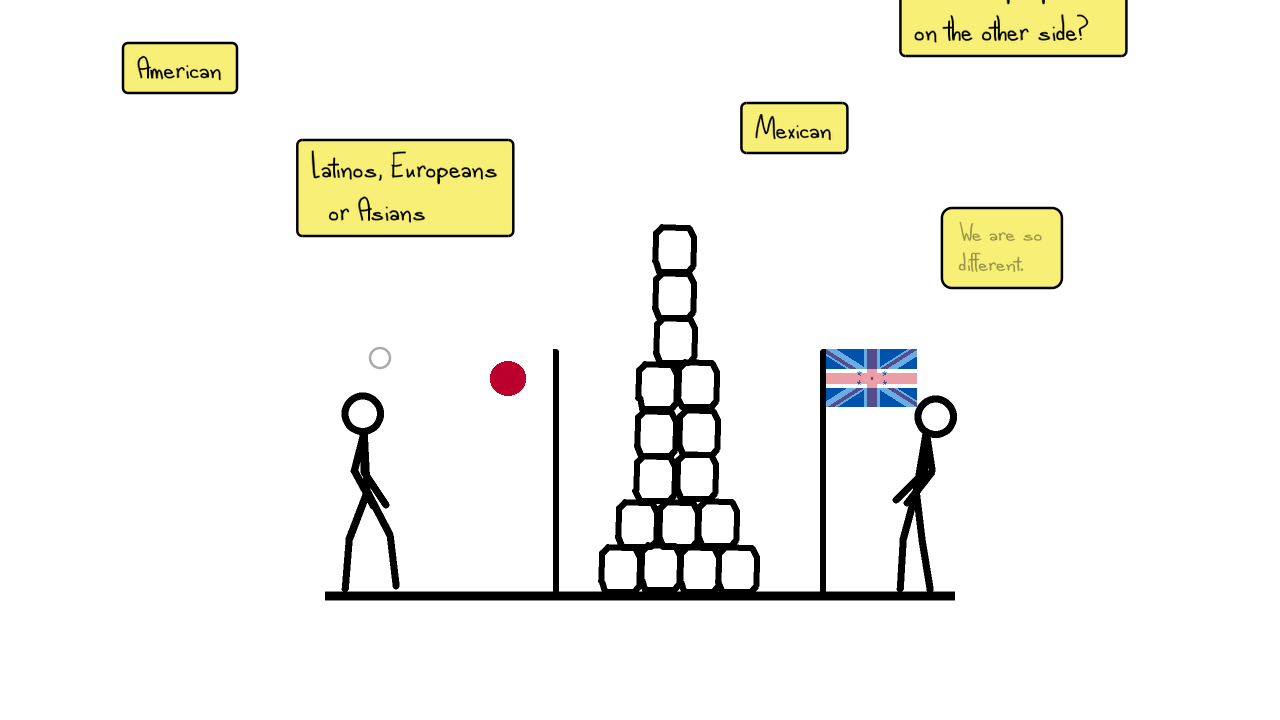 on the other side?
American
Mexican
Latinos, Europeans
or Asians
We are so
different.